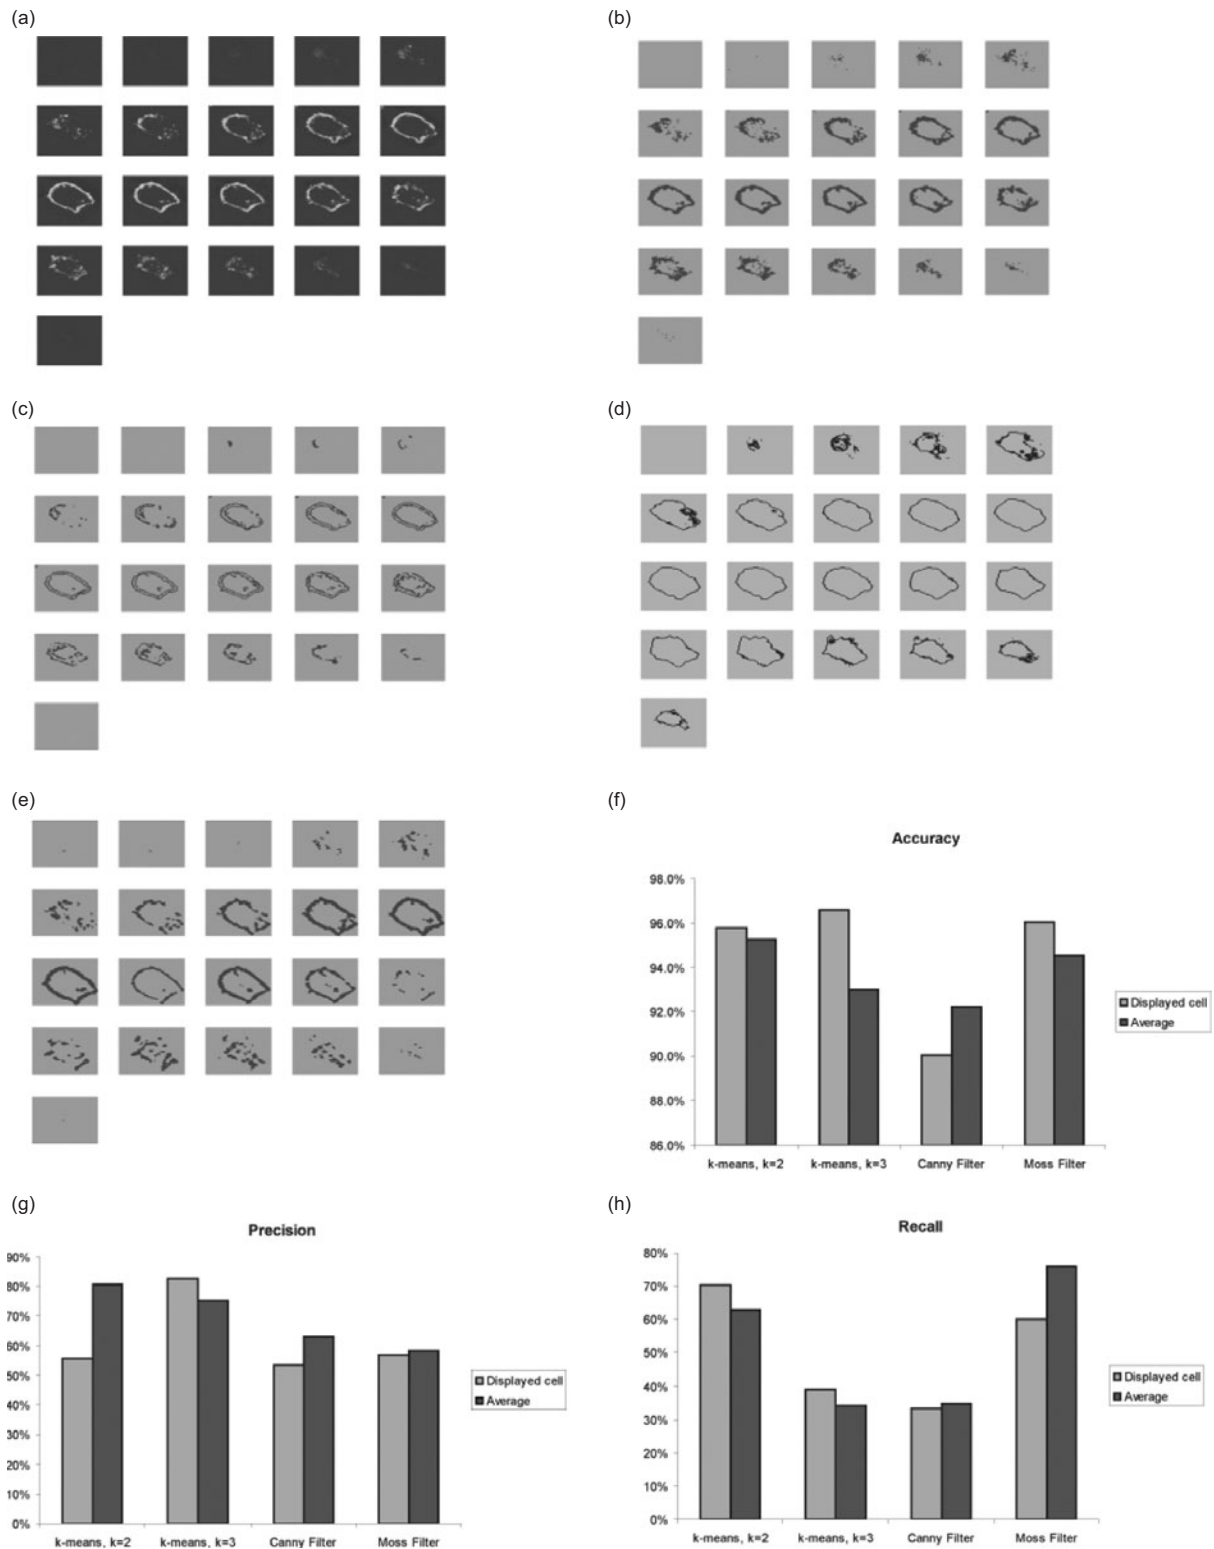 (a)
(b)
(c)
(d)
(e)
(f)
Accuracy
98.0%
96.0%
94.0%
92.0%
90.0%
88.0%
86.0%
k-means, k=2
k-means, k=3
Canny Filter
Moss Filter
Displayed cell
Average
(g)
Precision
90%
80%
70%
60%
50%
40%
30%
20%
10%
0%
k-means, k=2
k-means, k=3
Canny Filter
Moss Filter
Displayed cell
Average
(h)
Recall
80%
70%
60%
50%
40%
30%
20%
10%
0%
k-means, k=2
k-means, k=3
Canny Filter
Moss Filter
Displayed cell
Average